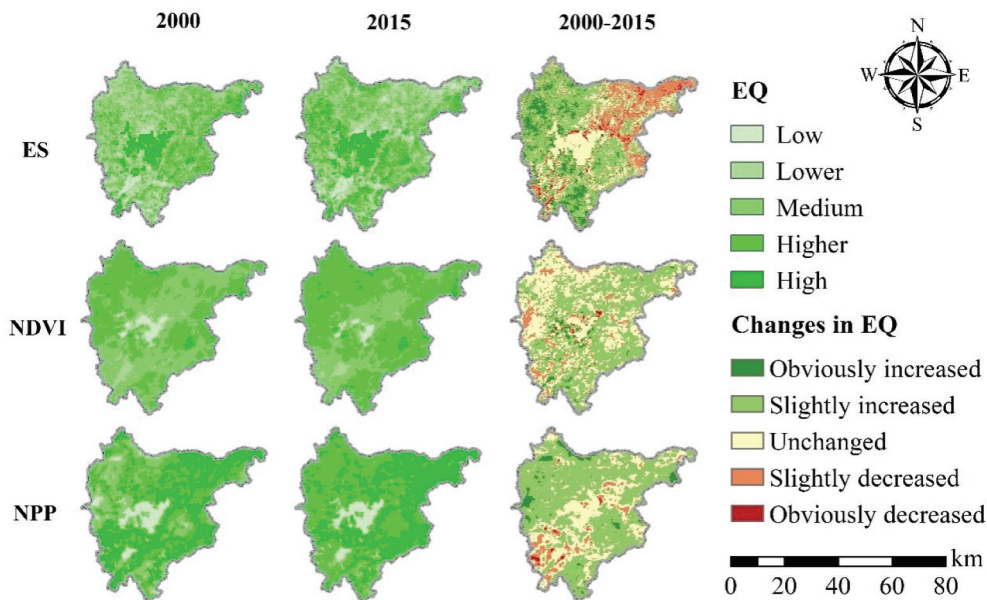 2000 2015 2000-2015
N
W E
S
ES
NDVI
NPP
EQ
Low
Lower
Medium
Higher
High
Changes in EQ
Obviously increased
Slightly increased
Unchanged
Slightly decreased
Obviously decreased
km
0 20 40 60 80